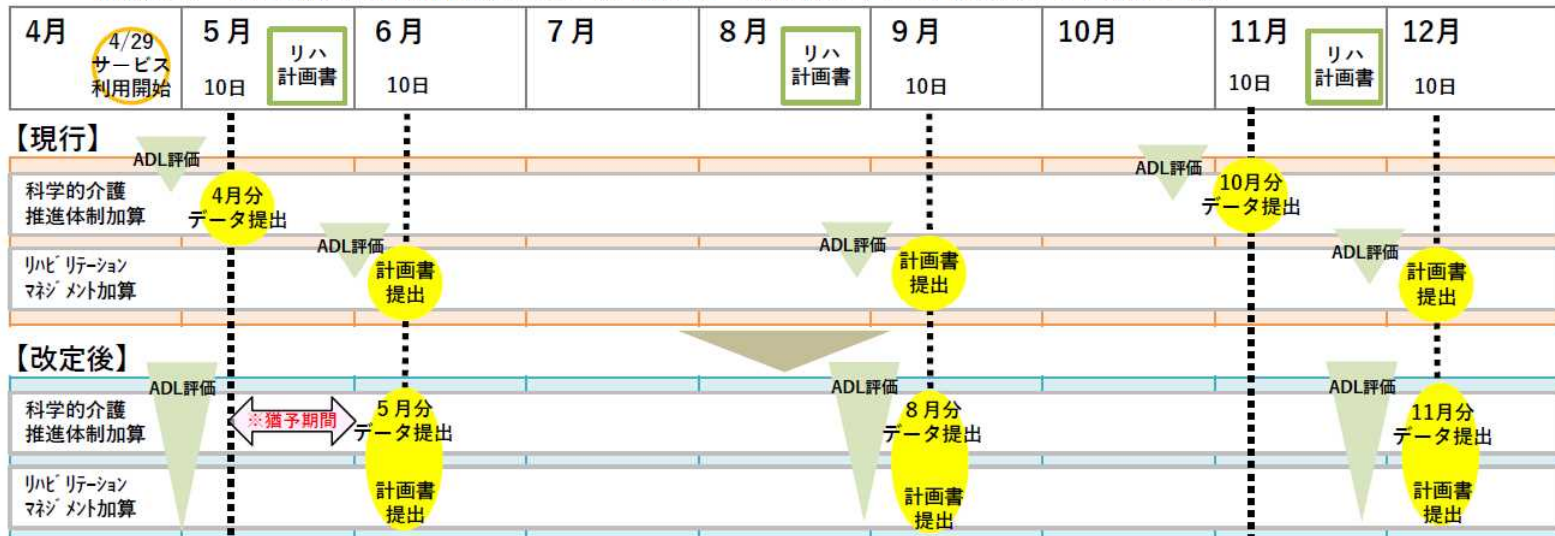 4月
4/29
サービス
利用開始
5月
10日
リハ
計画書
6月
10日
7月
8月
リハ
計画書
9月
10日
10月
11月
10日
リハ
計画書
12月
10日
【現行】
ADL評価
ADL評価
科学的介護
推進体制加算
4月分
データ提出
10月分
データ提出
ADL評価
ADL評価
ADL評価
リハビリテーション
マネジメント加算
計画書
提出
計画書
提出
計画書
提出
【改定後】
ADL評価
ADL評価
ADL評価
科学的介護
推進体制加算
※猶予期間
5月分
データ提出
8月分
データ提出
11月分
データ提出
リハビリテーション
マネジメント加算
計画書
提出
計画書
提出
計画書
提出